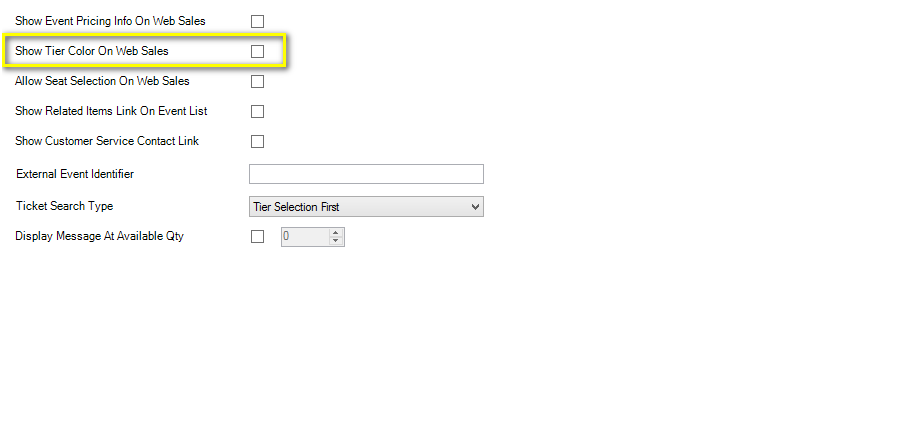 Show Event Pricing Info On Web Sales
Show Tier Color On Web Sales
Allow Seat Selection On Web Sales
Show Related Items Link On Event List
Show Customer Service Contact Link
External Event Identifier
Ticket Search Type Tier Selection First
Display Message At Available Qty 0